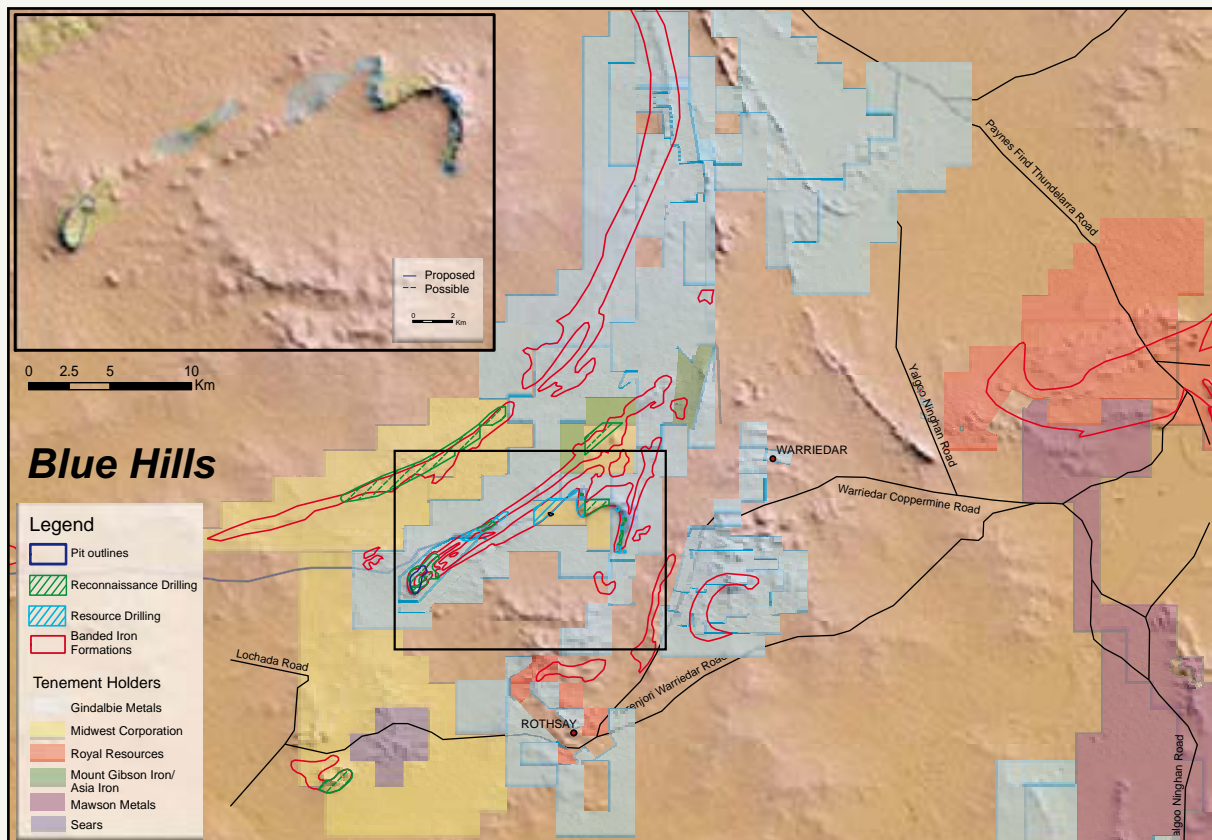 Proposed
Possible
0 2
Km
0 2.5 5 10
Km
Blue Hills
Legend
Pit outlines
Reconnaissance Drilling
Resource Drilling
Banded Iron
Formations
Tenement Holders
Gindalbie Metals
Midwest Corporation
Royal Resources
Mount Gibson Iron/
Asia Iron
Mawson Metals
Sears
Paynes Find Thundelarra Road
Yalgoo Ninghan Road
WARRIEDAR
Warriedar Coppermine Road
Lochada Road
Warriedar Road
ROTHSAY
Ninghan Road